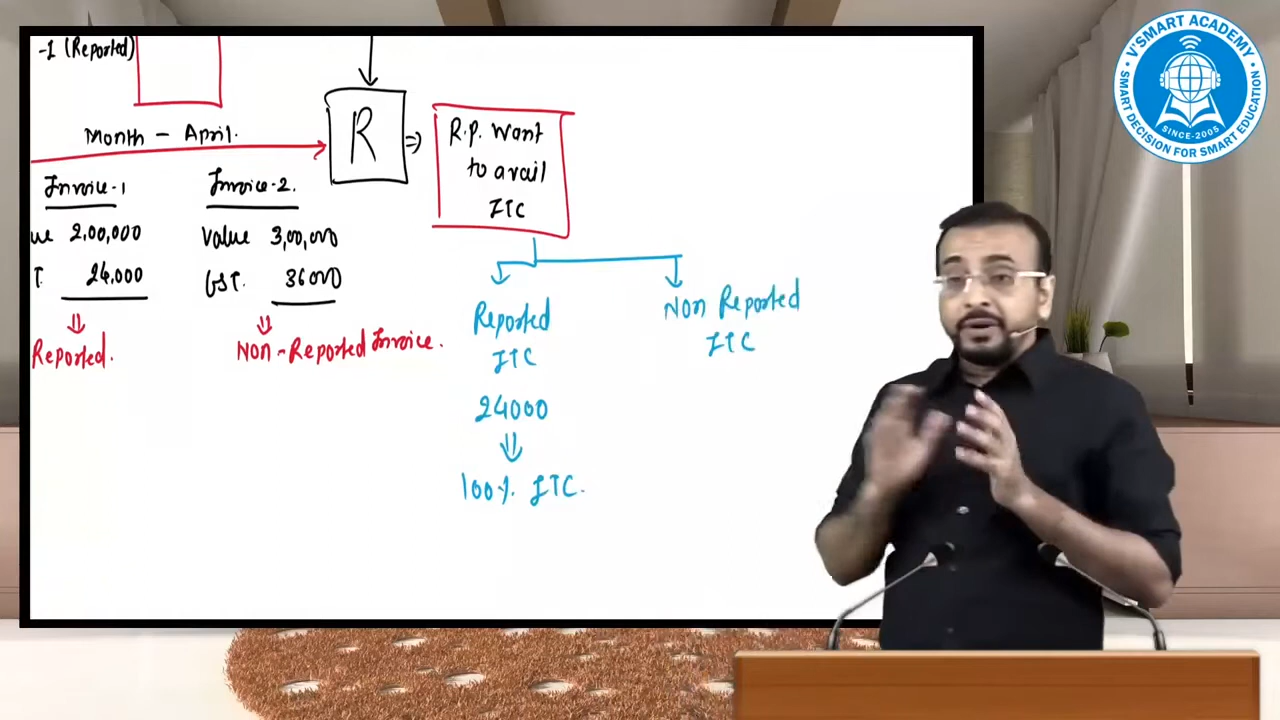 -1 (Reported)
Month - April.
Invoice-1
Invoice-2.
ue 2,00,000
Value 3,00,000
T. 24,000
GST. 36000
Reported.
Non-Reported Invoice.
R
R.P. Want
to avail
ITC
Reported
ITC
24000
100% ITC.
Non Reported
ITC
V'SMART ACADEMY
SINCE-2005
SMART DECISION FOR SMART EDUCATION